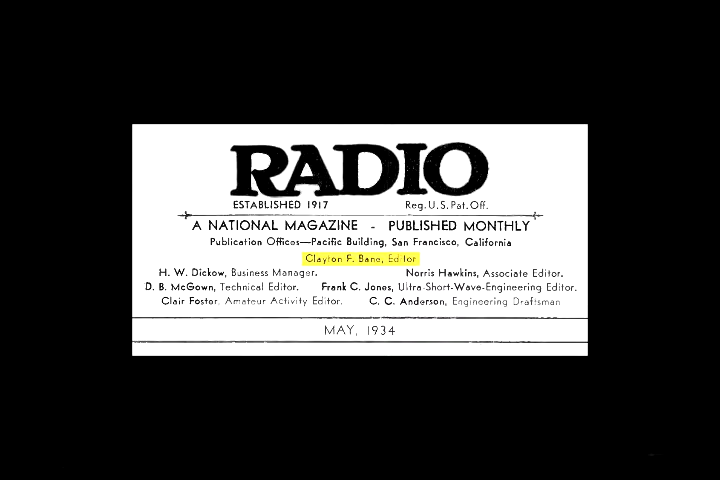 RADIO
ESTABLISHED 1917 Reg. U.S. Pat. Off.
A NATIONAL MAGAZINE - PUBLISHED MONTHLY
Publication Offices—Pacific Building, San Francisco, California
Clayton F. Bane, Editor
H. W. Dickow, Business Manager. Norris Hawkins, Associate Editor.
D. B. McGown, Technical Editor. Frank C. Jones, Ultra-Short-Wave-Engineering Editor.
Clair Foster, Amateur Activity Editor. C. C. Anderson, Engineering Draftsman
MAY, 1934